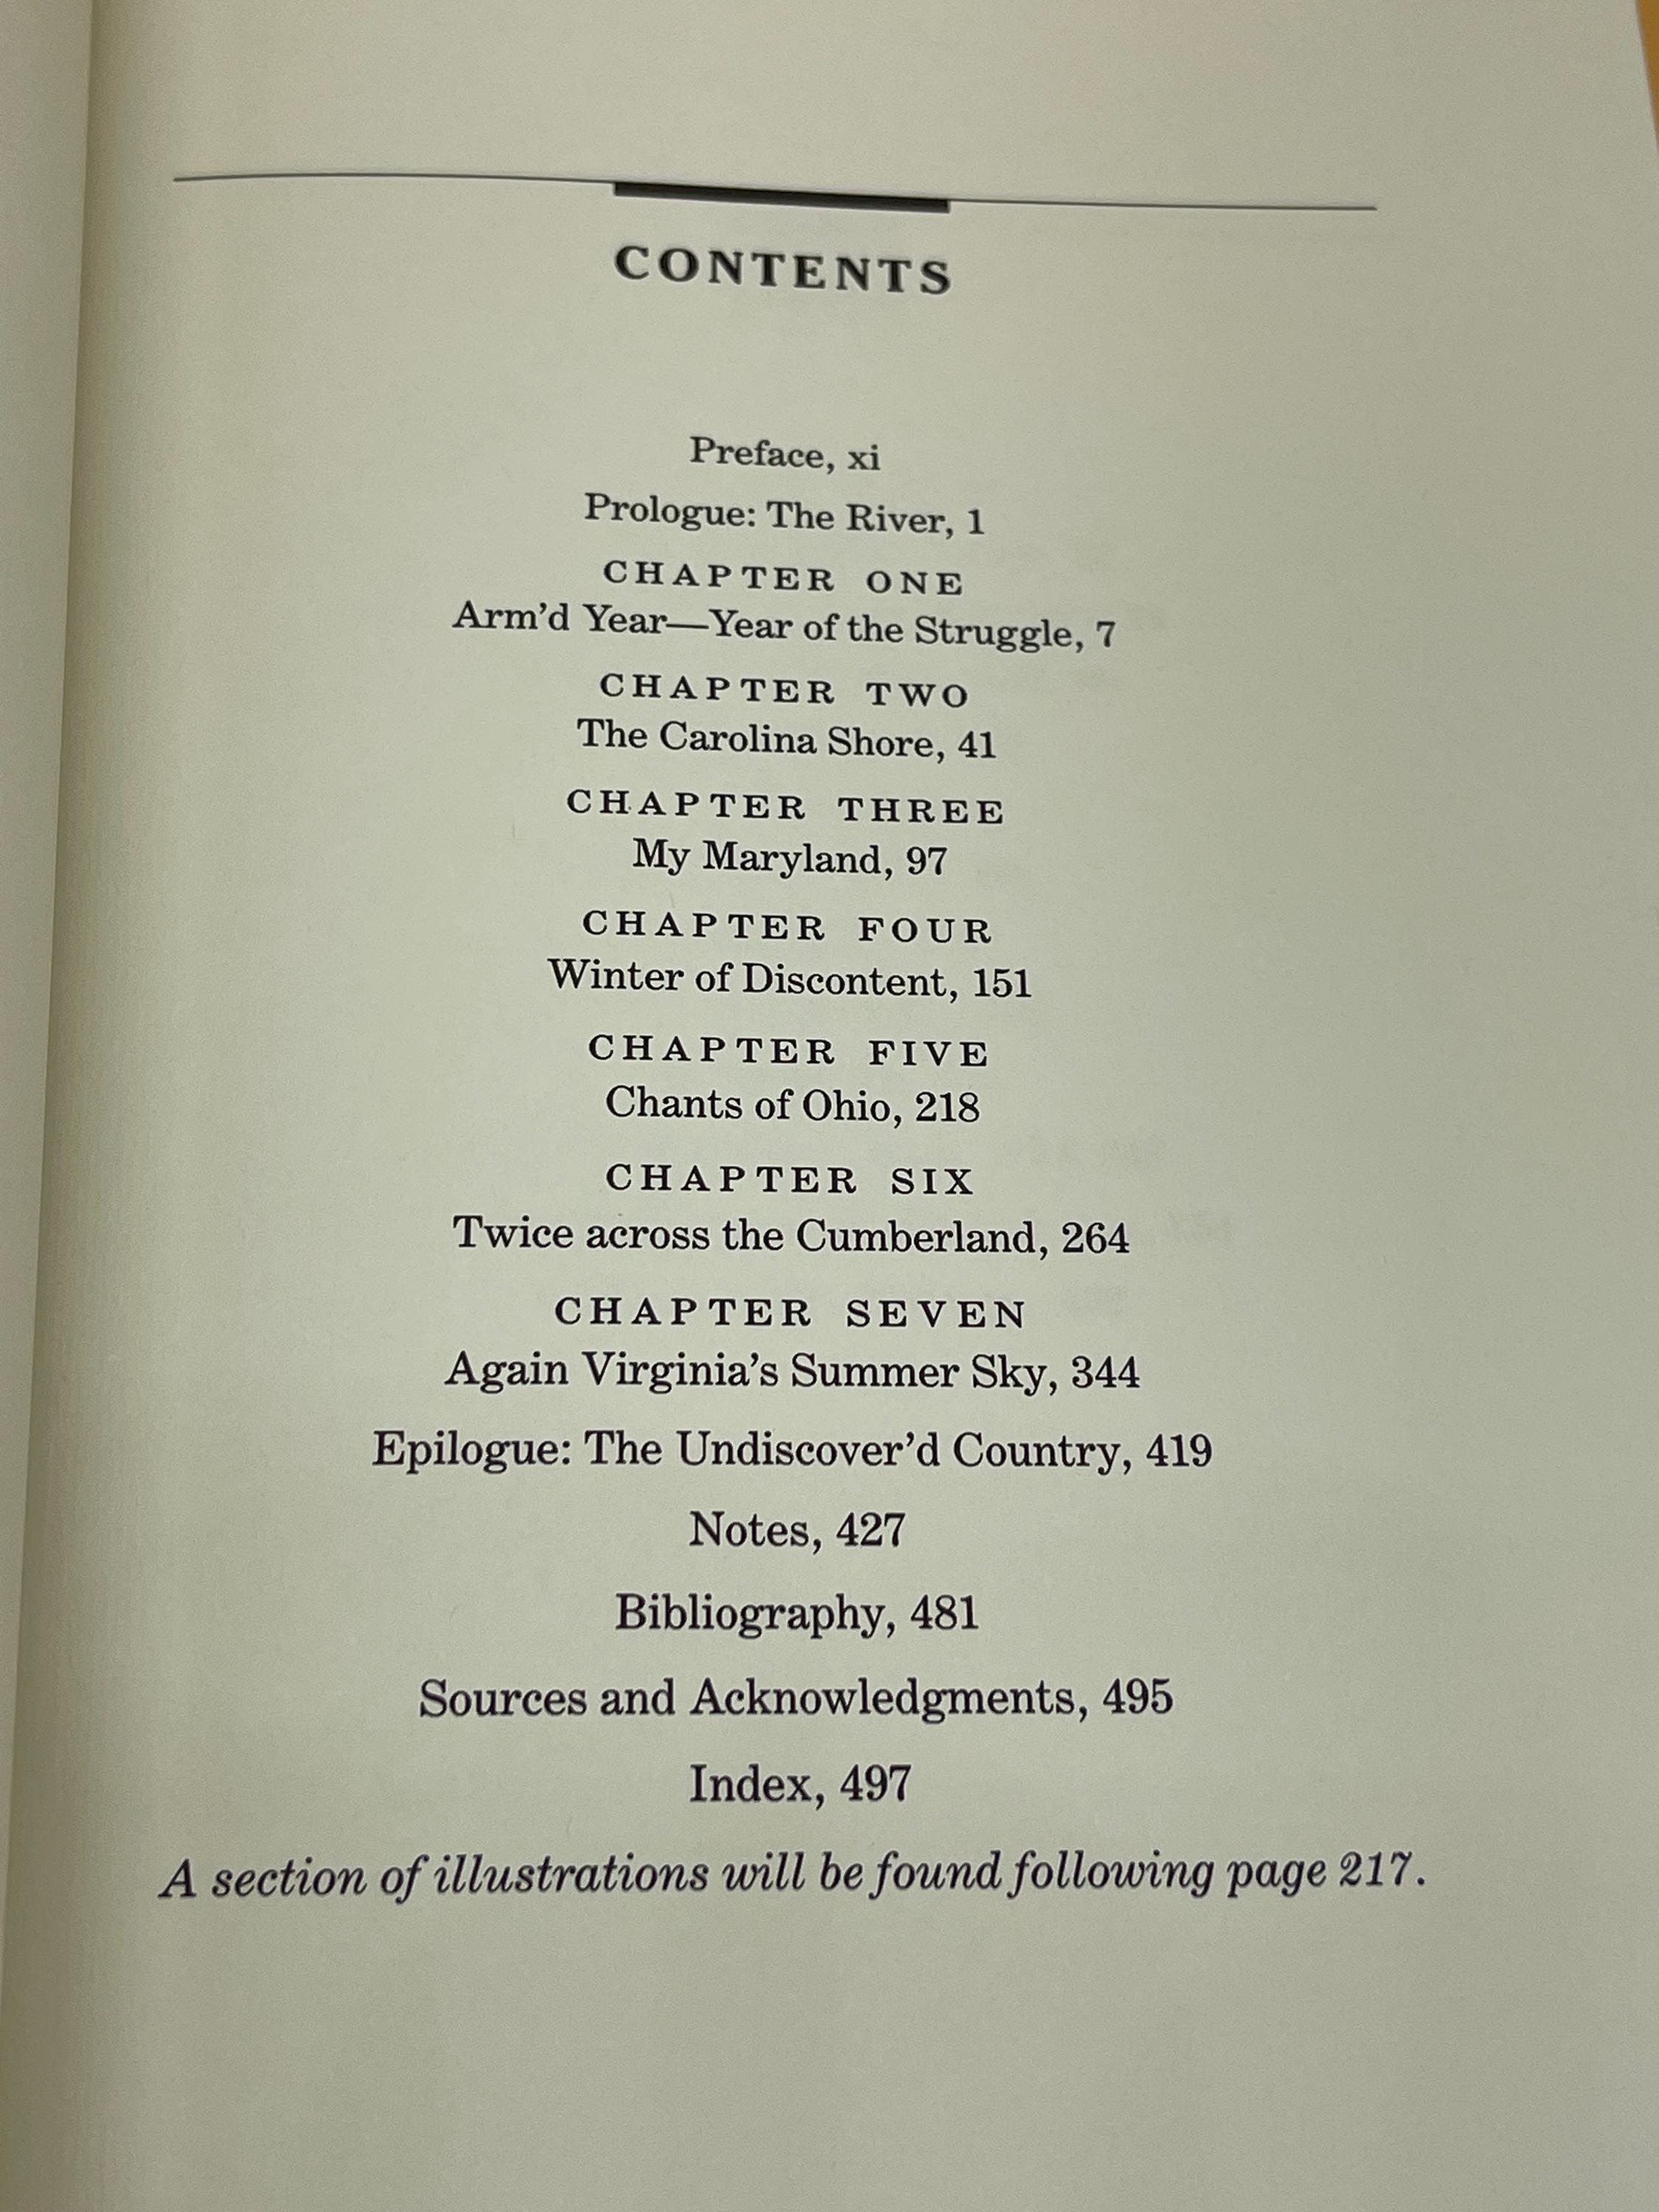 CONTENTS
Preface, xi
Prologue: The River, 1
CHAPTER ONE
Arm'd Year—Year of the Struggle, 7
CHAPTER TWO
The Carolina Shore, 41
CHAPTER THREE
My Maryland, 97
CHAPTER FOUR
Winter of Discontent, 151
CHAPTER FIVE
Chants of Ohio, 218
CHAPTER SIX
Twice across the Cumberland, 264
CHAPTER SEVEN
Again Virginia's Summer Sky, 344
Epilogue: The Undiscover'd Country, 419
Notes, 427
Bibliography, 481
Sources and Acknowledgments, 495
Index, 497
A section of illustrations will be found following page 217.